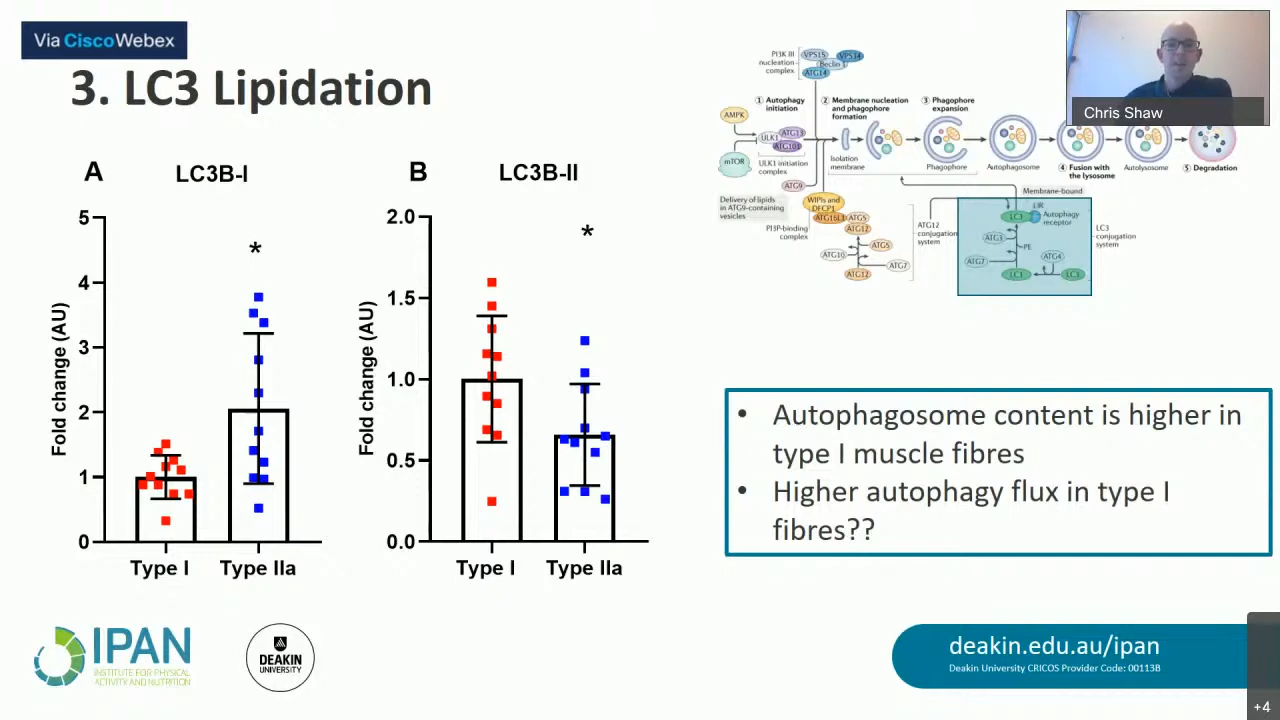 Via CiscoWebex
3. LC3 Lipidation
A
LC3B-I
Fold change (AU)
5
4
3
2
1
0
*
Type I
Type IIa
B
LC3B-II
Fold change (AU)
2.0
1.5
1.0
0.5
0.0
*
Type I
Type IIa
PI3K III
nucleation
complex
VPS15
VPS34
Beclin 1
ATG14
1 Autophagy
initiation
2 Membrane nucleation
and phagophore
formation
3 Phagophore
expansion
AMPK
mTOR
ULK1
ATG13
ATG101
ULK1 initiation
complex
Isolation
membrane
Phagophore
Autophagosome
4 Fusion with
the lysosome
Autolysosome
5 Degradation
ATG9
Delivery of lipids
in ATG9-containing
vesicles
WIPIs and
DFCP1
ATG16L1
ATG5
ATG12
PI3P-binding
complex
ATG10
ATG5
ATG7
ATG12
ATG12
conjugation
system
Membrane-bound
LC3
LIR
Autophagy
receptor
ATG3
PE
ATG7
ATG4
LC3
LC3
LC3
conjugation
system
Chris Shaw
• Autophagosome content is higher in
type I muscle fibres
• Higher autophagy flux in type I
fibres??
IPAN
INSTITUTE FOR PHYSICAL
ACTIVITY AND NUTRITION
DEAKIN
UNIVERSITY
deakin.edu.au/ipan
Deakin University CRICOS Provider Code: 00113B
+4